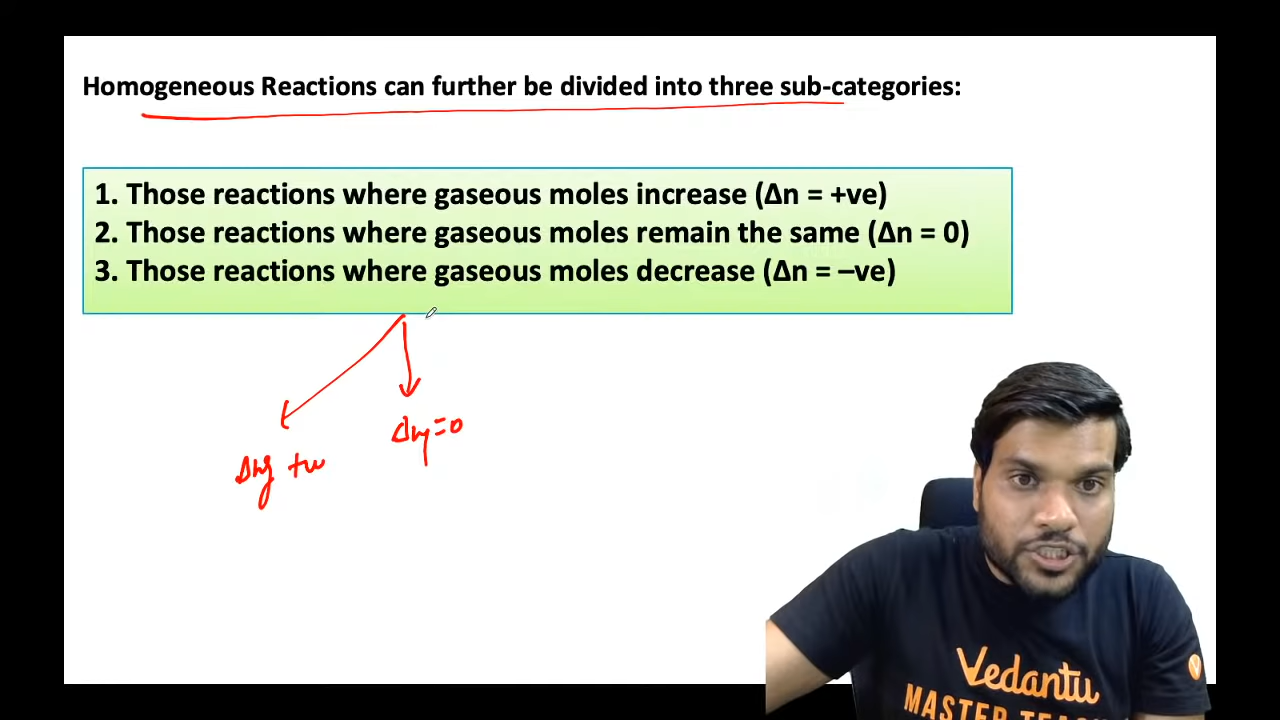 Homogeneous Reactions can further be divided into three sub-categories:
1. Those reactions where gaseous moles increase (Δn = +ve)
2. Those reactions where gaseous moles remain the same (Δn = 0)
3. Those reactions where gaseous moles decrease (Δn = –ve)
Δng=0
Δng +ve
Vedantu
MASTER